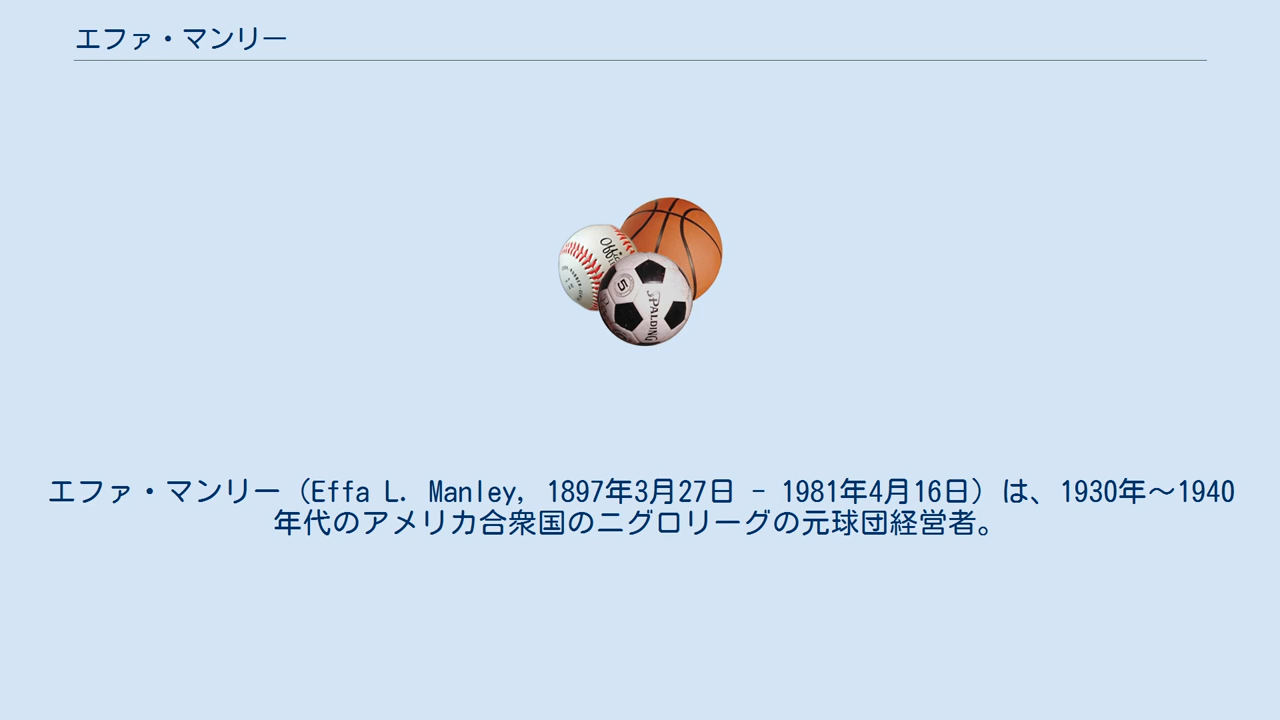 エファ・マンリー
Offic
5
SPALDING
エファ・マンリー（Effa L. Manley, 1897年3月27日 - 1981年4月16日）は、1930年〜1940
年代のアメリカ合衆国のニグロリーグの元球団経営者。